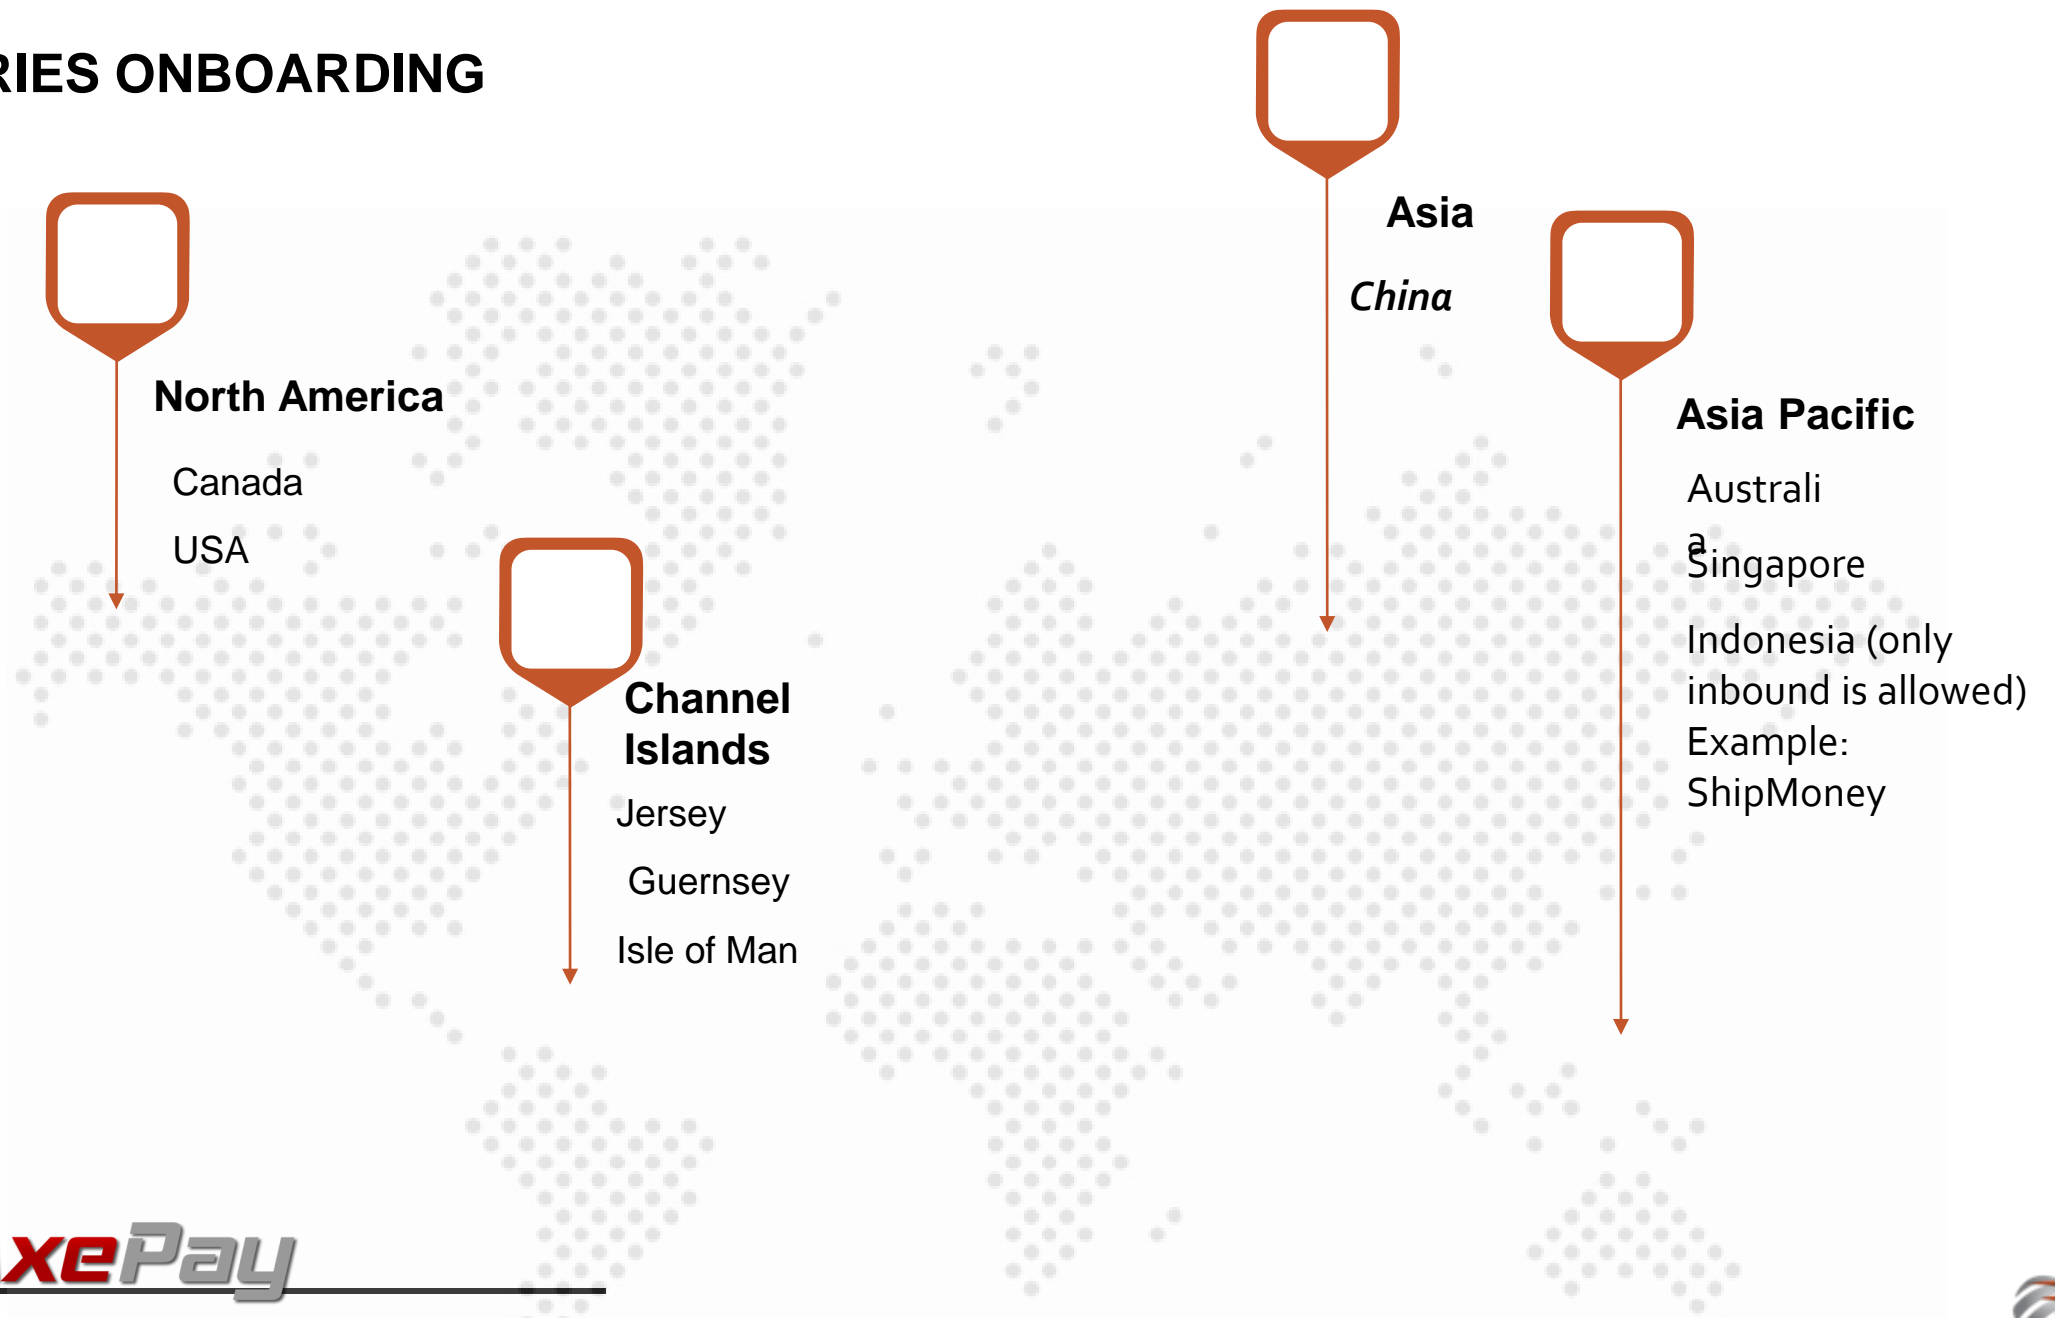 RIES ONBOARDING
Asia
China
North America
Canada
USA
Asia Pacific
Australi
a
Singapore
Indonesia (only
inbound is allowed)
Example:
ShipMoney
Channel
Islands
Jersey
Guernsey
Isle of Man
xePay